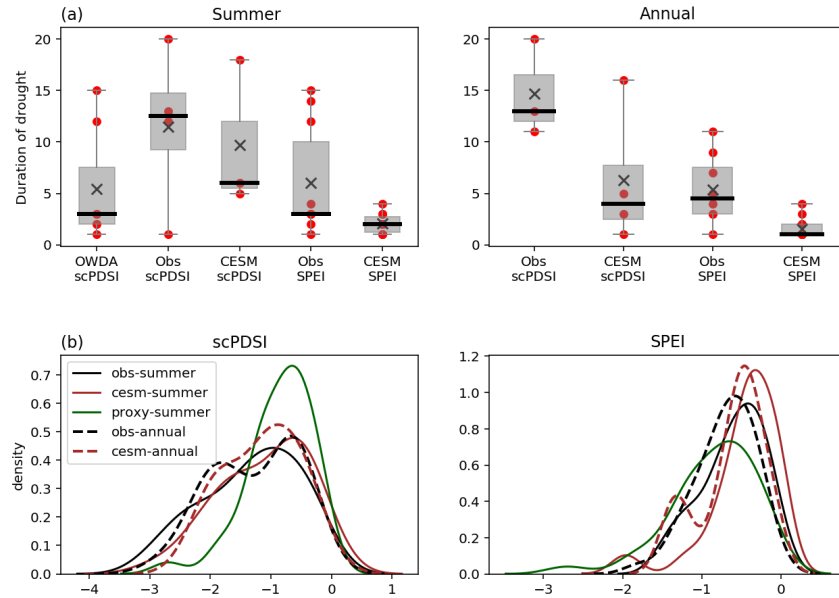 (a) Summer Annual
20 20
15 15
10 10
5 5
0 0
Duration of drought
OWDA Obs CESM Obs CESM
scPDSI scPDSI scPDSI SPEI SPEI
Obs CESM Obs CESM
scPDSI scPDSI SPEI SPEI
(b) scPDSI SPEI
obs-summer
cesm-summer
proxy-summer
obs-annual
cesm-annual
density
0.7
0.6
0.5
0.4
0.3
0.2
0.1
0.0
−4 −3 −2 −1 0 1
1.2
1.0
0.8
0.6
0.4
0.2
0.0
−3 −2 −1 0